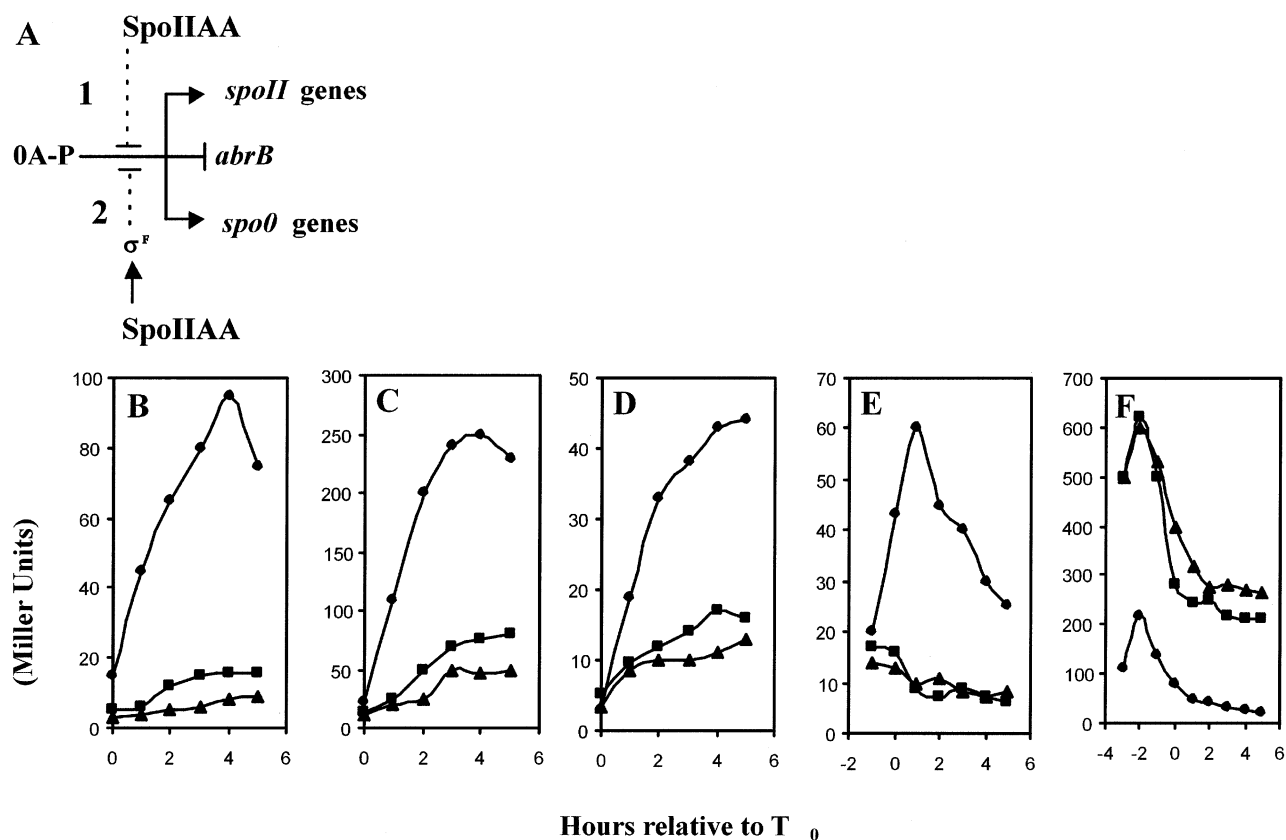 A
SpoIIAA
1
spoII genes
0A-P
abrB
2
spo0 genes
σF
SpoIIAA
B
100
80
60
40
20
0
0 2 4 6
C
300
250
200
150
100
50
0
0 2 4 6
D
50
40
30
20
10
0
0 2 4 6
E
70
60
50
40
30
20
10
0
-2 0 2 4 6
F
700
600
500
400
300
200
100
0
-4 -2 0 2 4 6
(Miller Units)
Hours relative to T 0